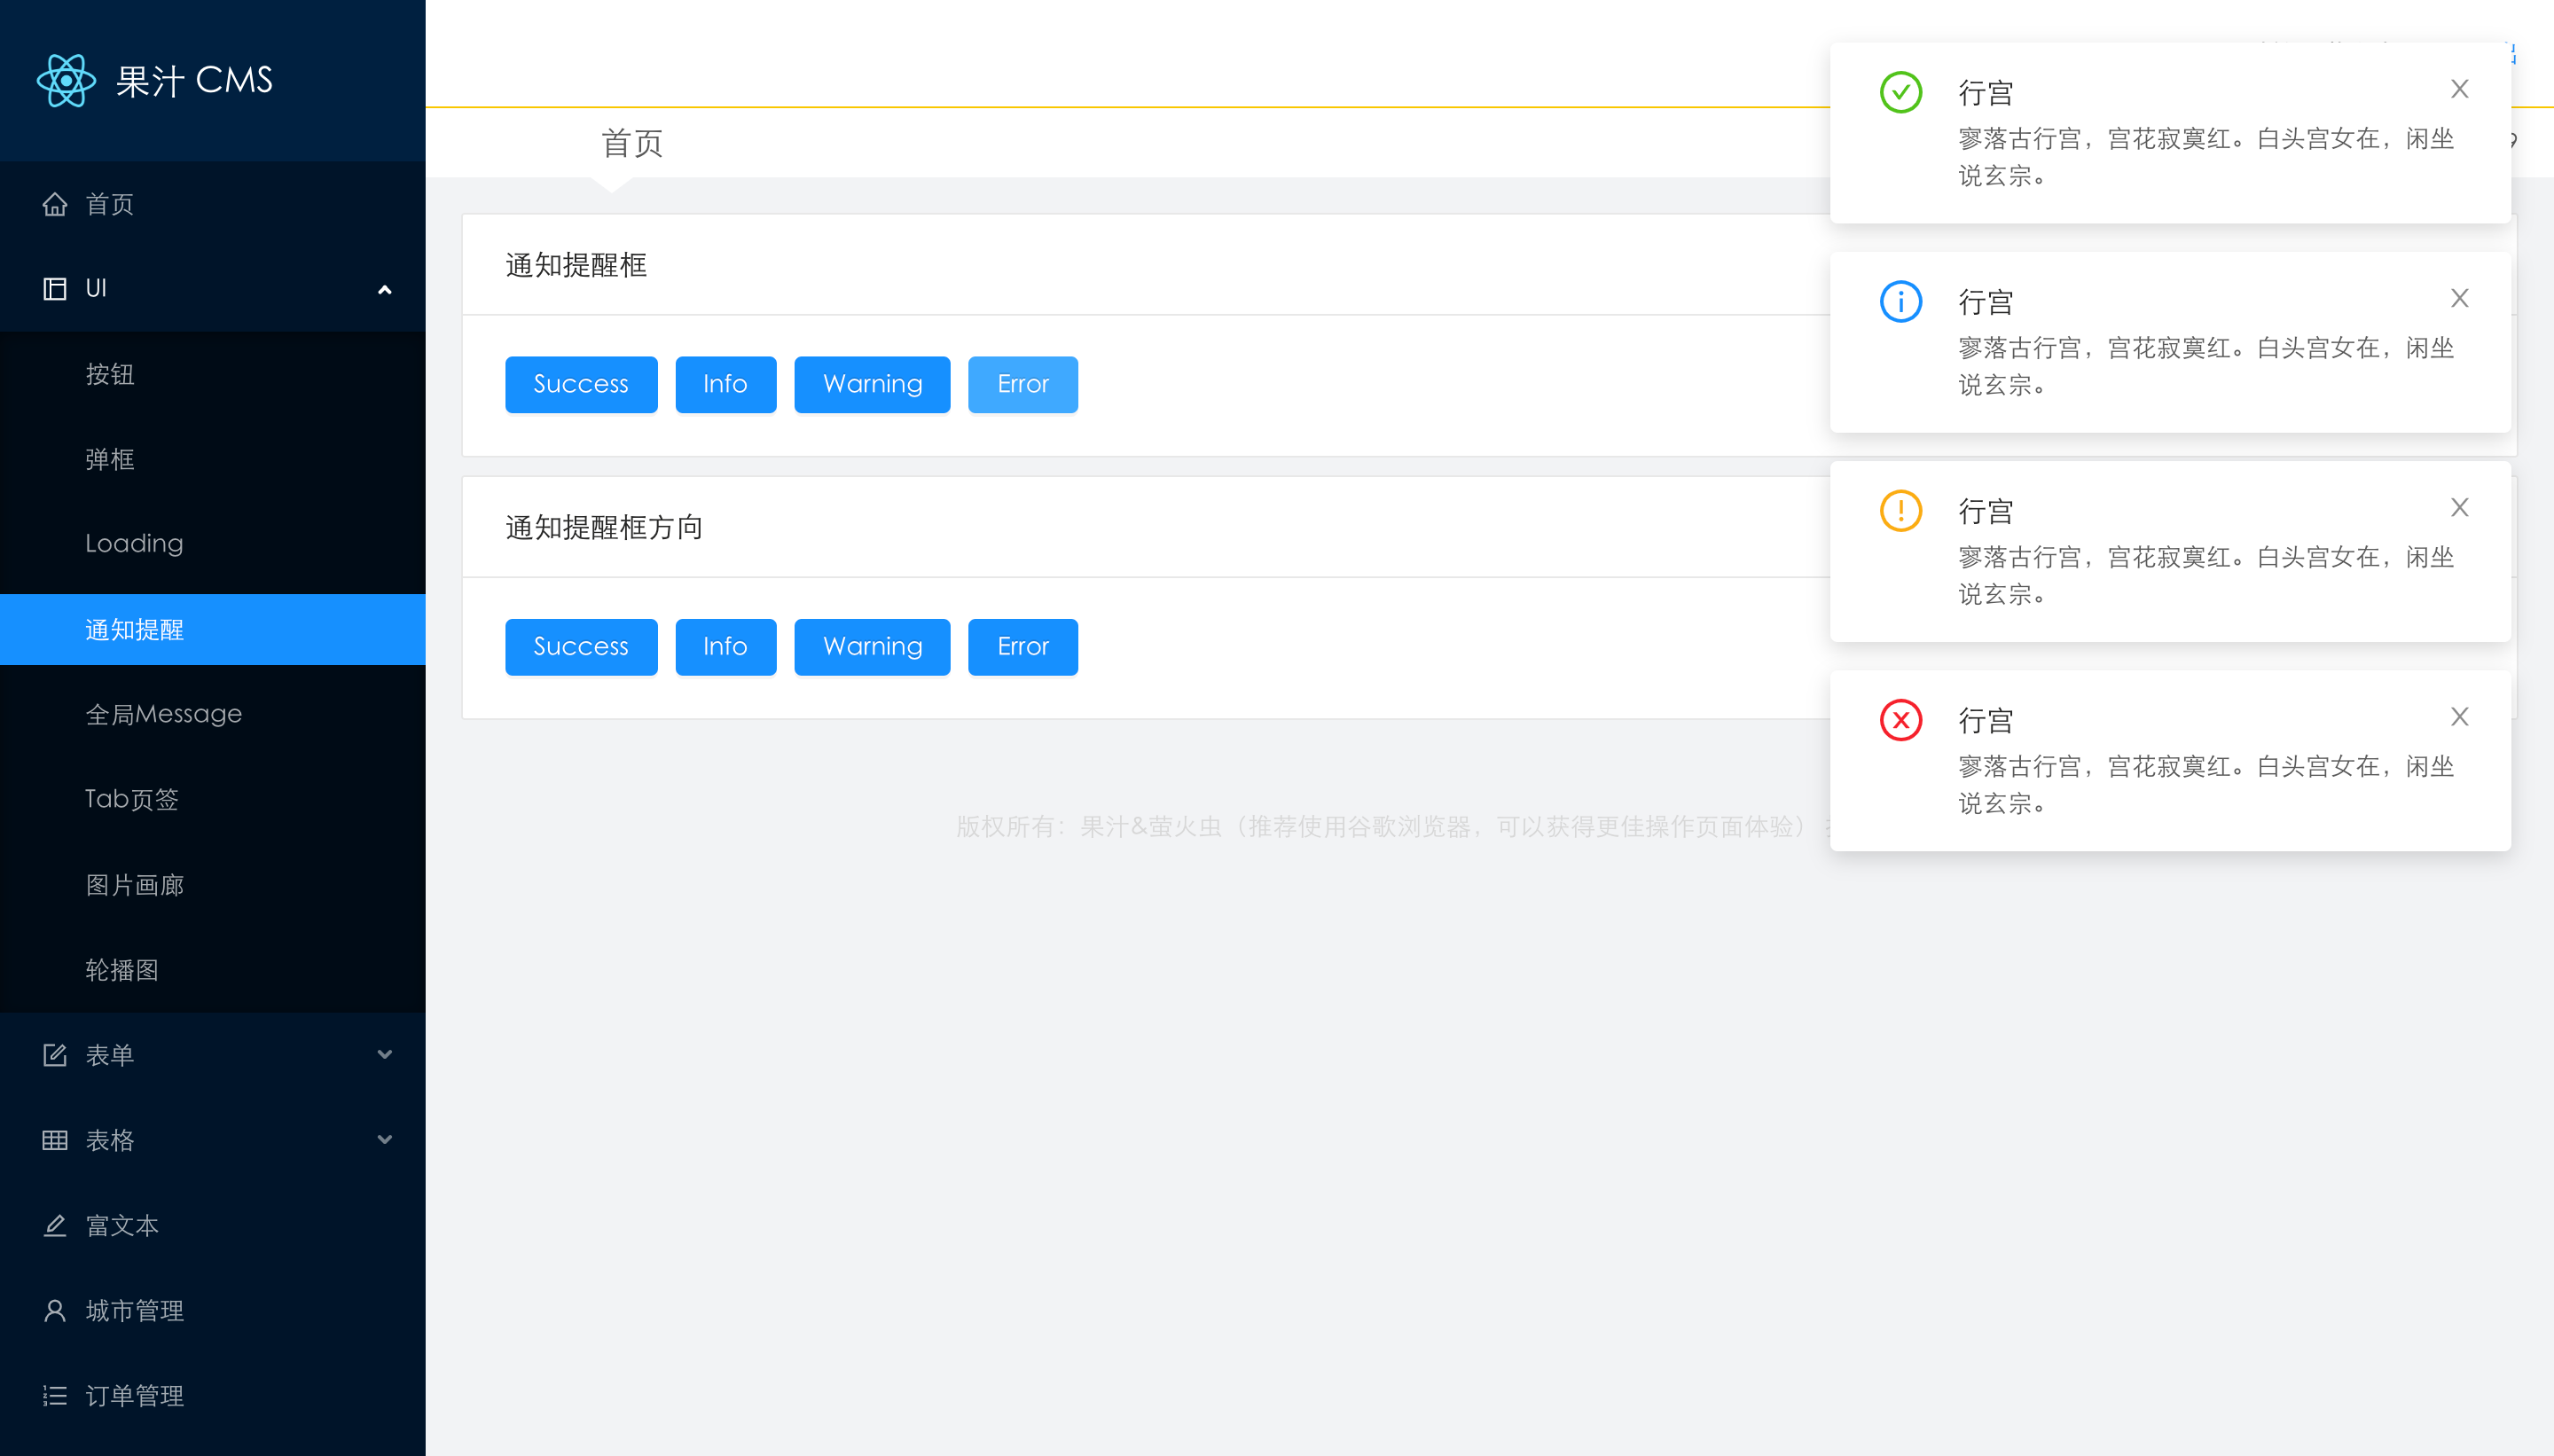 果汁 CMS
首页
UI
按钮
弹框
Loading
通知提醒
全局Message
Tab页签
图片画廊
轮播图
表单
表格
富文本
城市管理
订单管理
首页
通知提醒框
Success
Info
Warning
Error
通知提醒框方向
Success
Info
Warning
Error
版权所有：果汁&萤火虫（推荐使用谷歌浏览器，可以获得更佳操作页面体验）
行宫
寥落古行宫，宫花寂寞红。白头宫女在，闲坐
说玄宗。
行宫
寥落古行宫，宫花寂寞红。白头宫女在，闲坐
说玄宗。
行宫
寥落古行宫，宫花寂寞红。白头宫女在，闲坐
说玄宗。
行宫
寥落古行宫，宫花寂寞红。白头宫女在，闲坐
说玄宗。